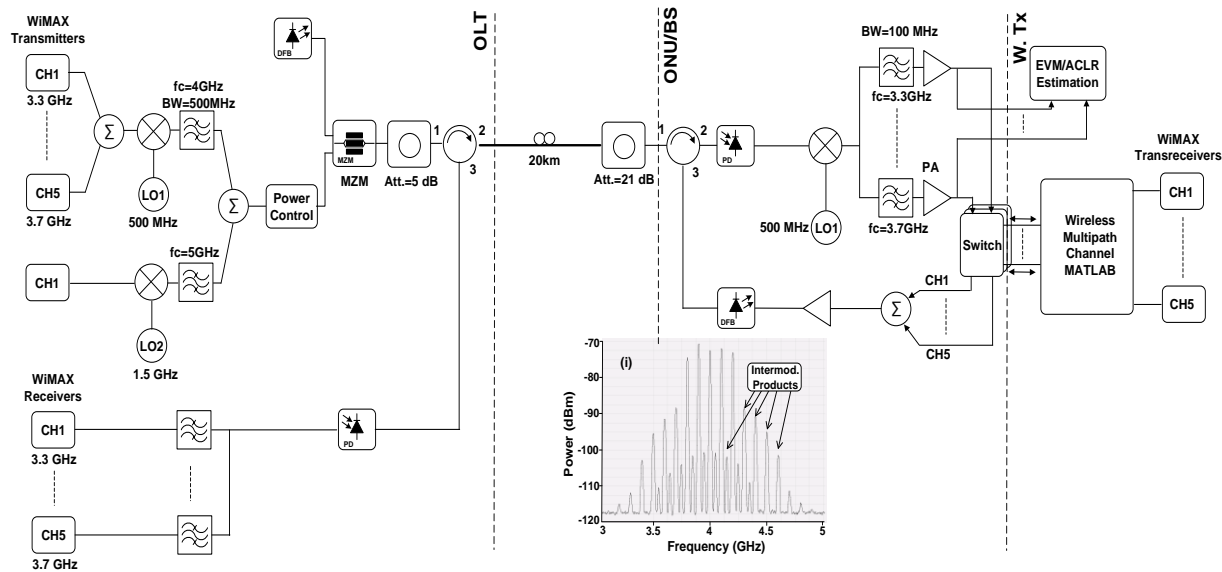 WiMAX
Transmitters
CH1
3.3 GHz
CH5
3.7 GHz
Σ
LO1
500 MHz
fc=4GHz
BW=500MHz
CH1
LO2
1.5 GHz
fc=5GHz
Σ
Power
Control
DFB
MZM
MZM
Att.=5 dB
1
2
3
OLT
20km
Att.=21 dB
ONU/BS
1
2
3
PD
500 MHz
LO1
BW=100 MHz
fc=3.3GHz
PA
fc=3.7GHz
EVM/ACLR
Estimation
W. Tx
Switch
Wireless
Multipath
Channel
MATLAB
WiMAX
Transreceivers
CH1
CH5
CH1
Σ
CH5
DFB
WiMAX
Receivers
CH1
3.3 GHz
CH5
3.7 GHz
PD
(i)
Intermod.
Products
Power (dBm)
-70
-80
-90
-100
-110
-120
3
3.5
4
4.5
5
Frequency (GHz)